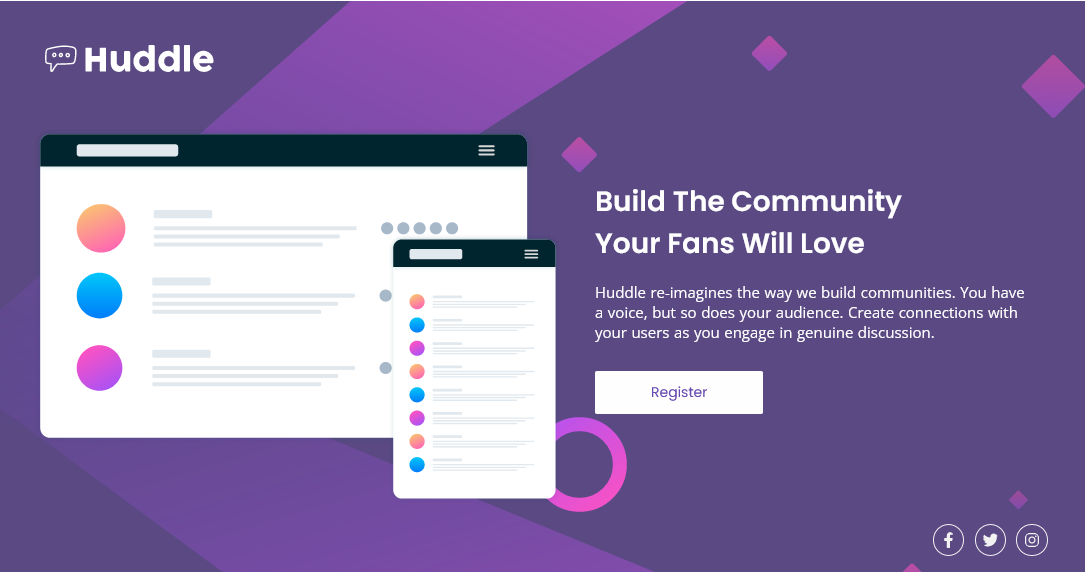 Huddle
Build The Community
Your Fans Will Love
Huddle re-imagines the way we build communities. You have
a voice, but so does your audience. Create connections with
your users as you engage in genuine discussion.
Register